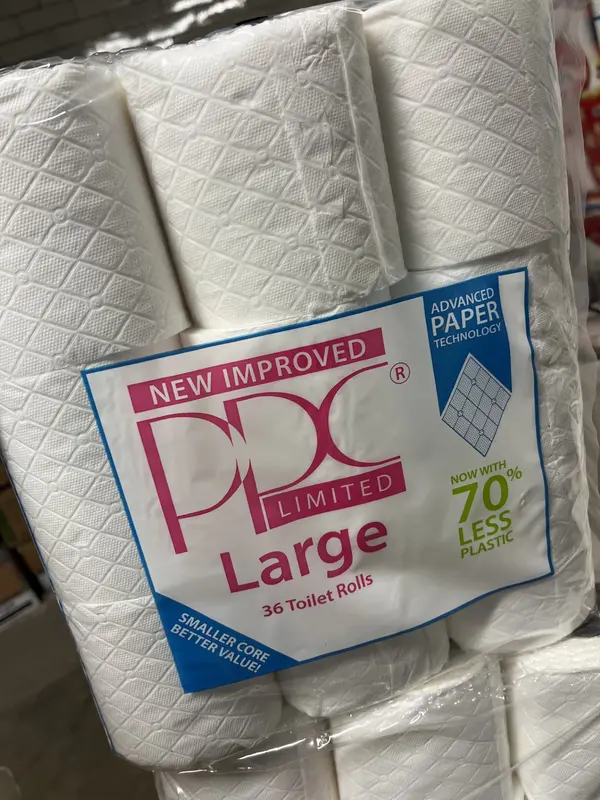 NEW IMPROVED
PPC®
LIMITED
Large
36 Toilet Rolls
SMALLER CORE
BETTER VALUE!
ADVANCED
PAPER
TECHNOLOGY
NOW WITH
70%
LESS
PLASTIC